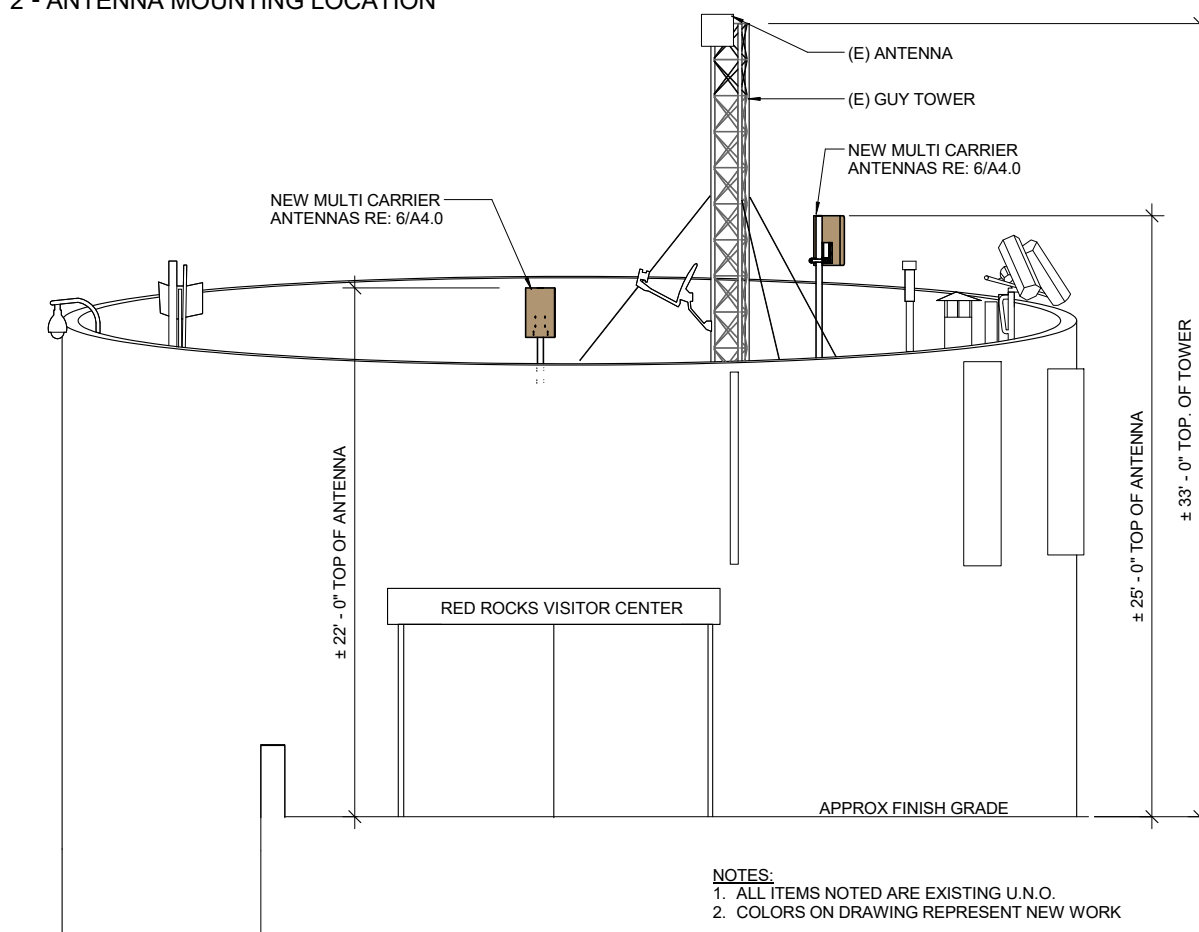 2 - ANTENNA MOUNTING LOCATION
(E) ANTENNA
(E) GUY TOWER
NEW MULTI CARRIER
ANTENNAS RE: 6/A4.0
NEW MULTI CARRIER
ANTENNAS RE: 6/A4.0
± 22' - 0" TOP OF ANTENNA
± 25' - 0" TOP OF ANTENNA
± 33' - 0" TOP. OF TOWER
RED ROCKS VISITOR CENTER
APPROX FINISH GRADE
NOTES:
1. ALL ITEMS NOTED ARE EXISTING U.N.O.
2. COLORS ON DRAWING REPRESENT NEW WORK